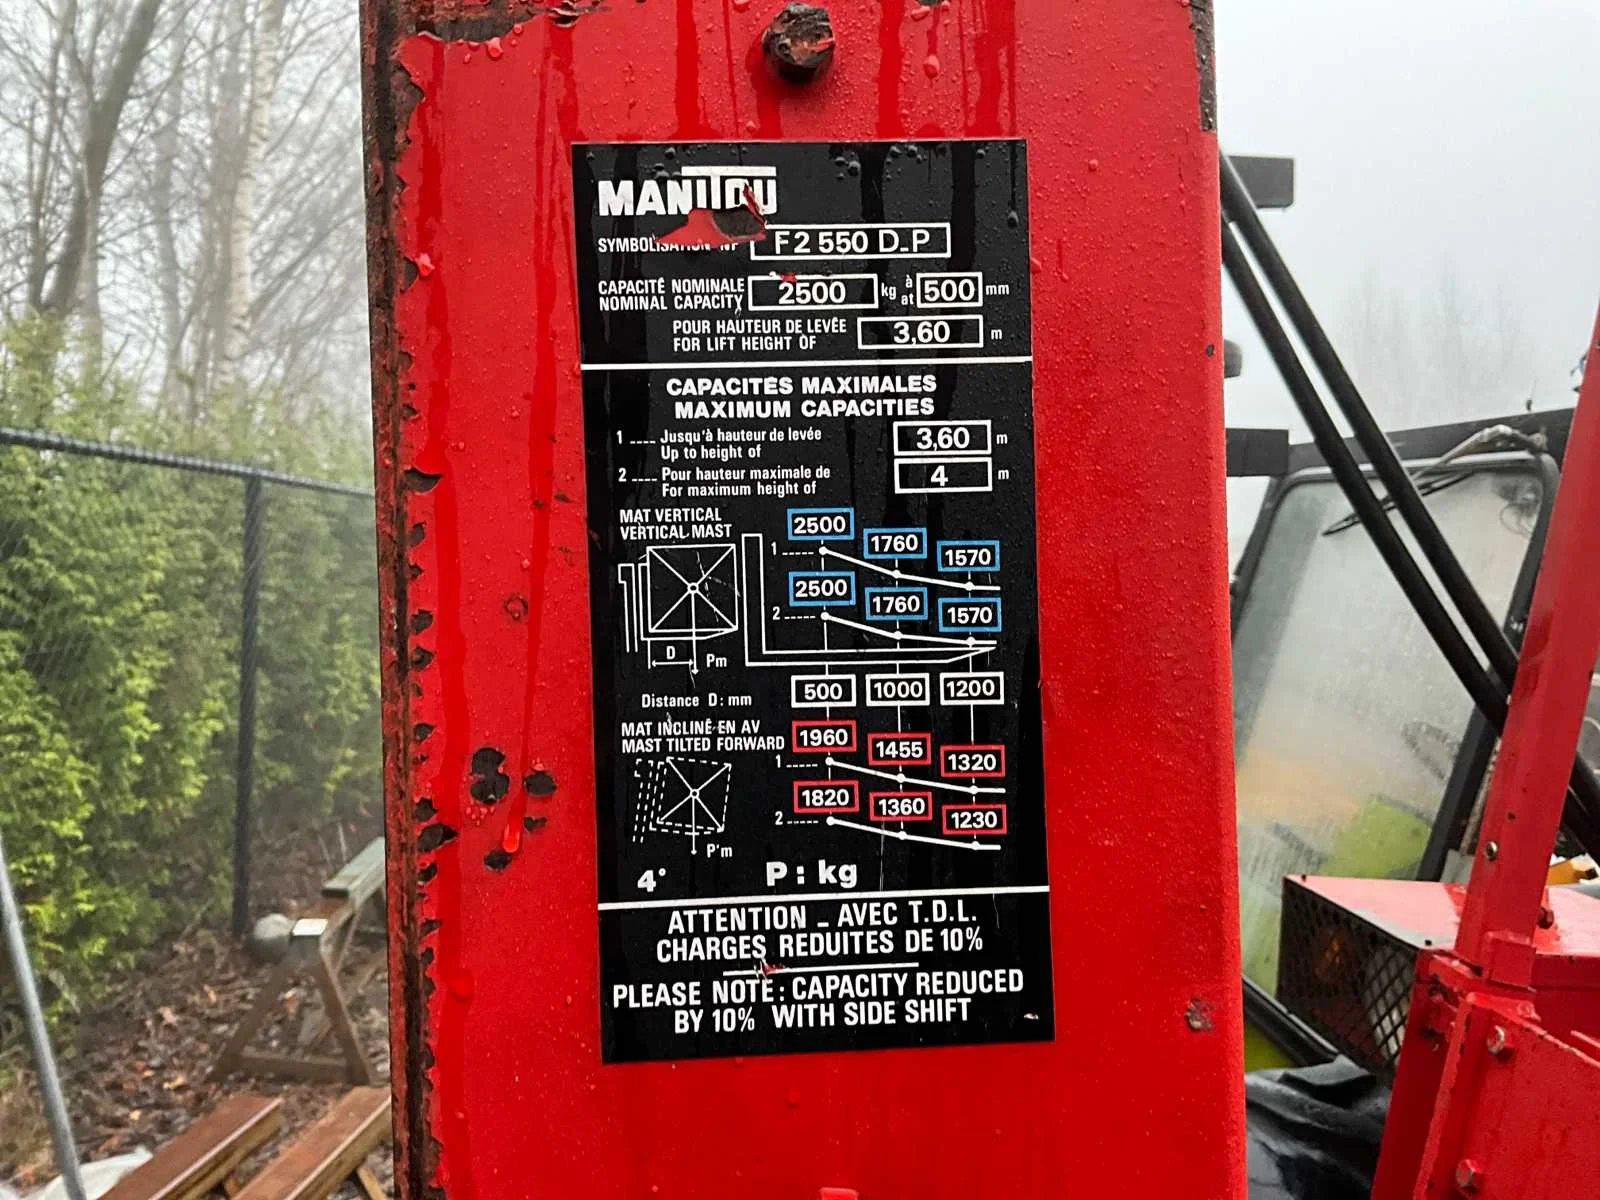 MANITOU
SYMBOLISATION NF F2 550 D-P
CAPACITÉ NOMINALE
NOMINAL CAPACITY 2500 kg à at 500 mm
POUR HAUTEUR DE LEVÉE
FOR LIFT HEIGHT OF 3,60 m
CAPACITÉS MAXIMALES
MAXIMUM CAPACITIES
1 .... Jusqu'à hauteur de levée
Up to height of 3,60 m
2 .... Pour hauteur maximale de
For maximum height of 4 m
MAT VERTICAL
VERTICAL MAST
2500 1760 1570
1 -----
2500 1760 1570
2 -----
D Pm
Distance D: mm 500 1000 1200
MAT INCLINÉ EN AV
MAST TILTED FORWARD
1960 1455 1320
1 -----
1820 1360 1230
2 -----
P'm
4° P: kg
ATTENTION - AVEC T.D.L.
CHARGES REDUITES DE 10%
PLEASE NOTE: CAPACITY REDUCED
BY 10% WITH SIDE SHIFT